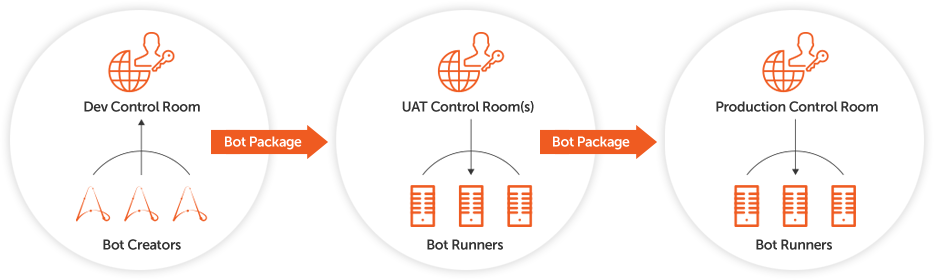 Dev Control Room
Bot Creators
Bot Package
UAT Control Room(s)
Bot Runners
Bot Package
Production Control Room
Bot Runners